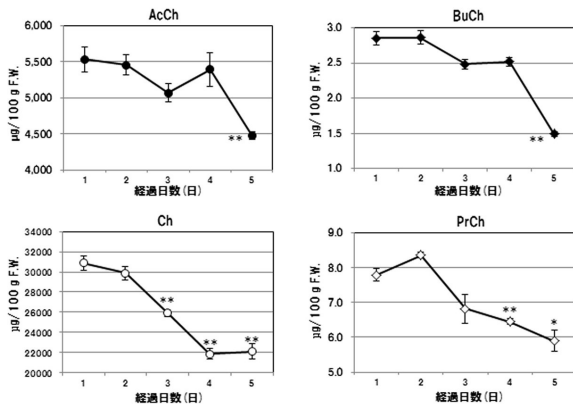 AcCh
μg/100 g F.W.
6,000
5,500
5,000
4,500
4,000
**
1 2 3 4 5
経過日数(日)
BuCh
μg/100 g F.W.
3.0
2.5
2.0
1.5
1.0
**
1 2 3 4 5
経過日数(日)
Ch
μg/100 g F.W.
34000
32000
30000
28000
26000
24000
22000
20000
**
**
**
1 2 3 4 5
経過日数(日)
PrCh
μg/100 g F.W.
9.0
8.0
7.0
6.0
5.0
**
*
1 2 3 4 5
経過日数(日)